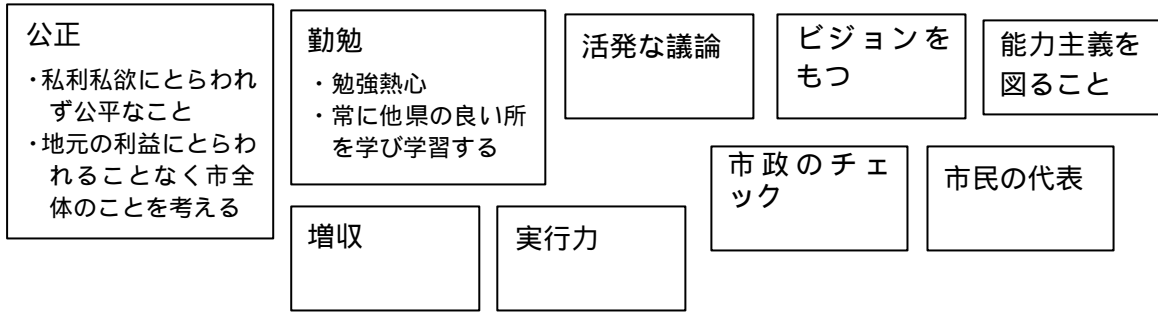 公正
・私利私欲にとらわれ
ず公平なこと
・地元の利益にとらわ
れることなく市全
体のことを考える
勤勉
・勉強熱心
・常に他県の良い所
を学び学習する
活発な議論
ビジョンを
もつ
能力主義を
図ること
市政のチェ
ック
市民の代表
増収
実行力